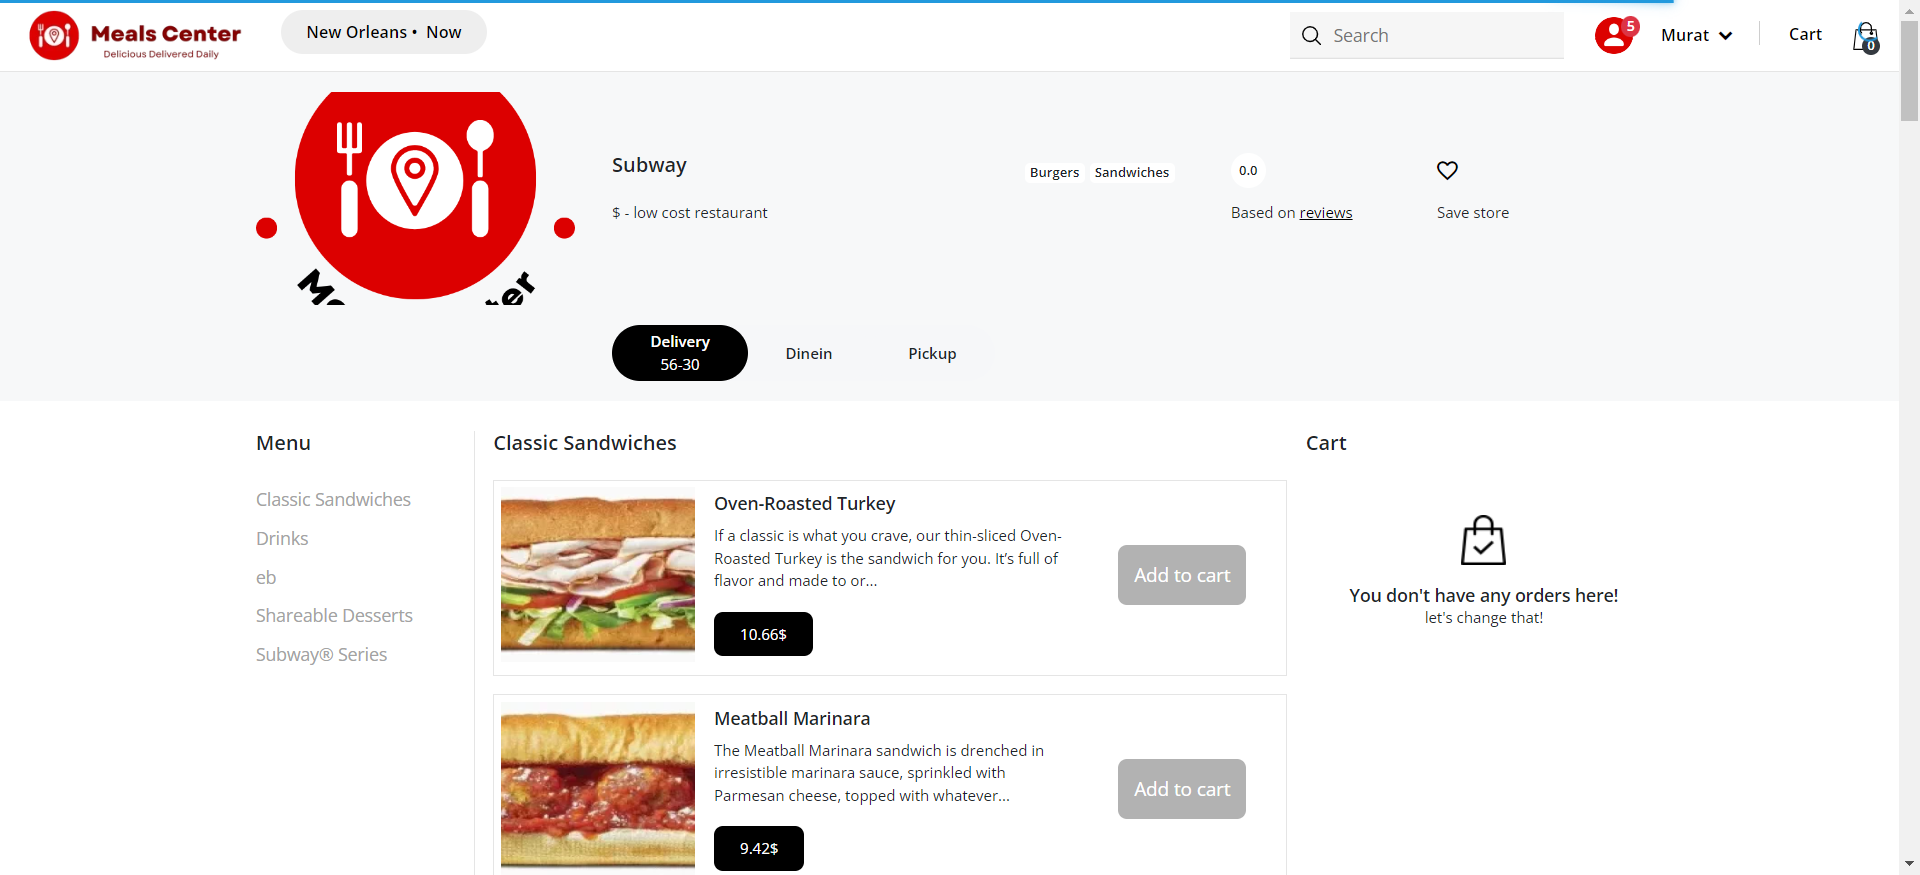 Meals Center
Delicious Delivered Daily
New Orleans • Now
Search
5
Murat
Cart
0
Subway
Burgers
Sandwiches
0.0
$ - low cost restaurant
Based on reviews
Save store
Delivery
56-30
Dinein
Pickup
Menu
Classic Sandwiches
Drinks
eb
Shareable Desserts
Subway® Series
Classic Sandwiches
Oven-Roasted Turkey
If a classic is what you crave, our thin-sliced Oven-
Roasted Turkey is the sandwich for you. It’s full of
flavor and made to or...
10.66$
Add to cart
Meatball Marinara
The Meatball Marinara sandwich is drenched in
irresistible marinara sauce, sprinkled with
Parmesan cheese, topped with whatever...
9.42$
Add to cart
Cart
You don't have any orders here!
let's change that!